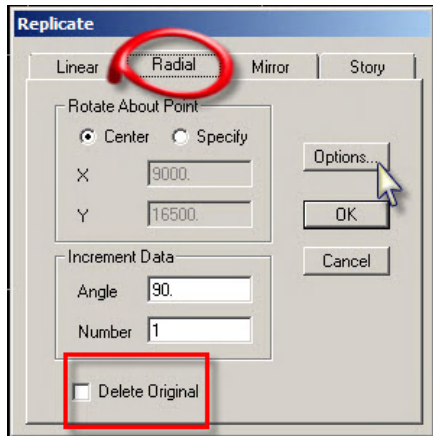 Replicate
Linear Radial Mirror Story
Rotate About Point
Center Specify
X 9000.
Y 16500.
Options...
OK
Cancel
Increment Data
Angle 90.
Number 1
Delete Original